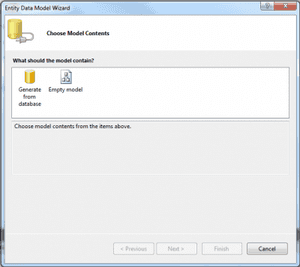 Entity Data Model Wizard
Choose Model Contents
What should the model contain?
Generate from database
Empty model
Choose model contents from the items above.
< Previous
Next >
Finish
Cancel